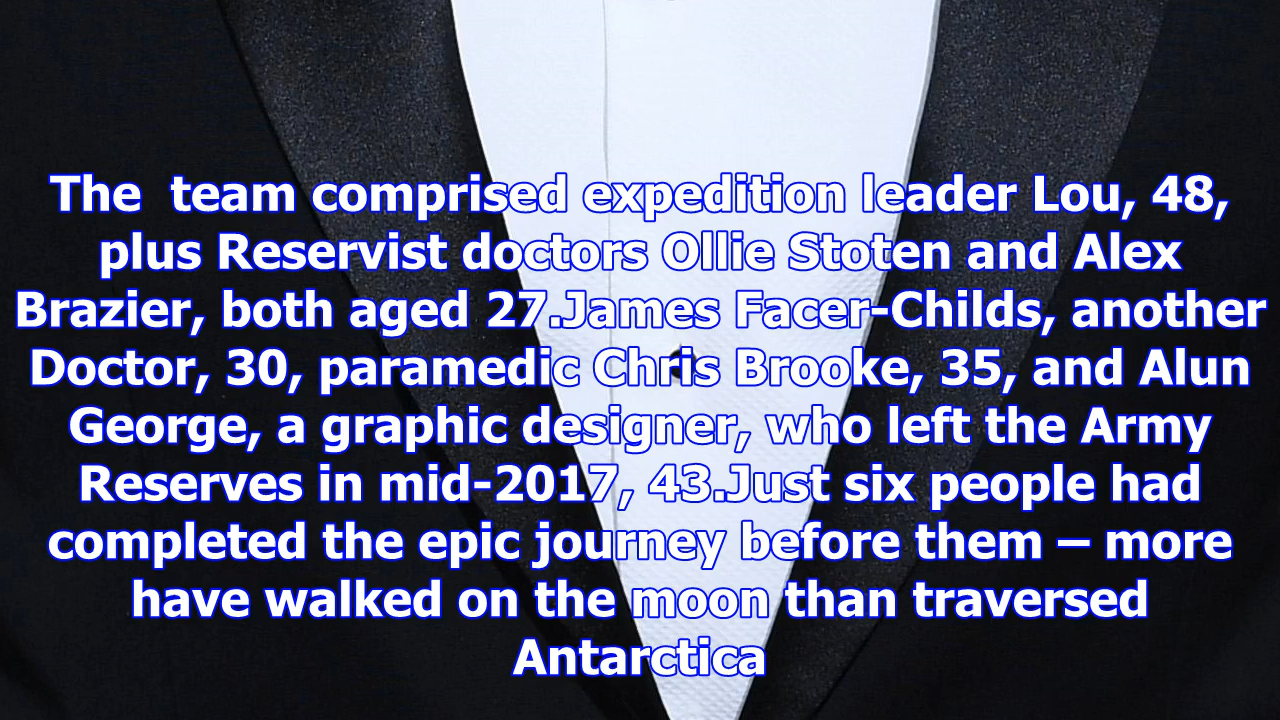 The  team comprised expedition leader Lou, 48,
plus Reservist doctors Ollie Stoten and Alex
Brazier, both aged 27.James Facer-Childs, another
Doctor, 30, paramedic Chris Brooke, 35, and Alun
George, a graphic designer, who left the Army
Reserves in mid-2017, 43.Just six people had
completed the epic journey before them – more
have walked on the moon than traversed
Antarctica